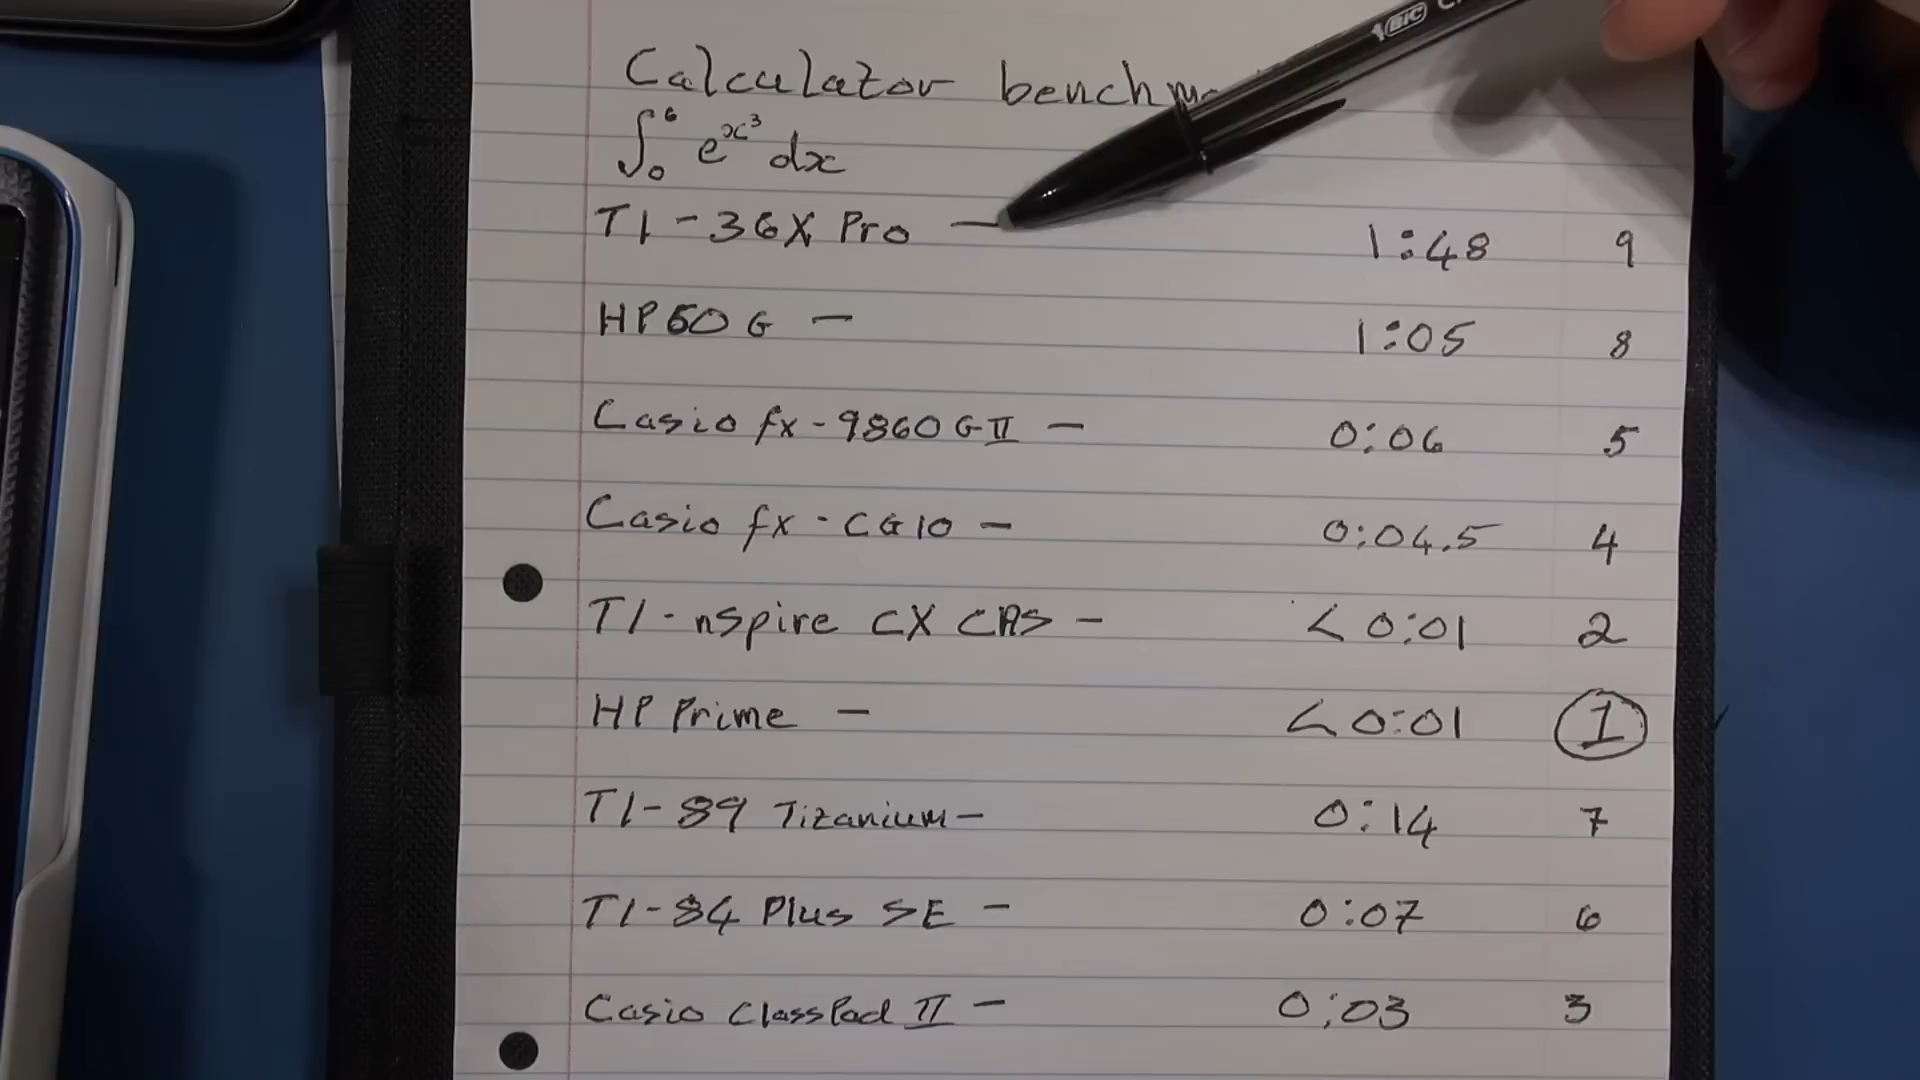 Calculator benchm
∫₀⁶ e^x³ dx
TI-36X Pro — 1:48 9
HP50G — 1:05 8
Casio fx-9860GII — 0:06 5
Casio fx-CG10 — 0:04.5 4
TI-nspire CX CAS — < 0:01 2
HP Prime — < 0:01 1
TI-89 Titanium — 0:14 7
TI-84 Plus SE — 0:07 6
Casio ClassPad II — 0:03 3
BIC